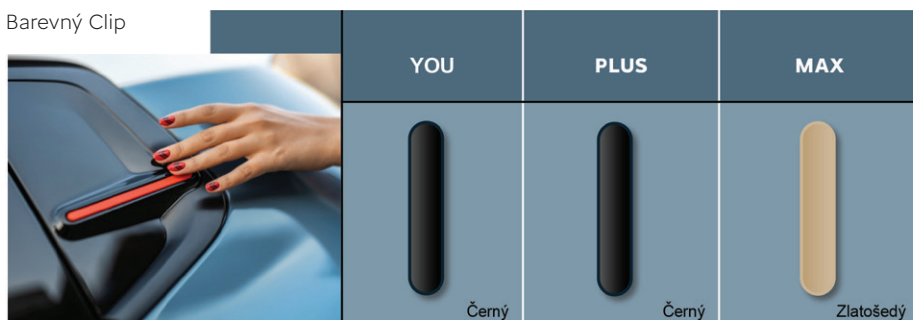 Barevný Clip
YOU
PLUS
MAX
Černý
Černý
Zlatošedý